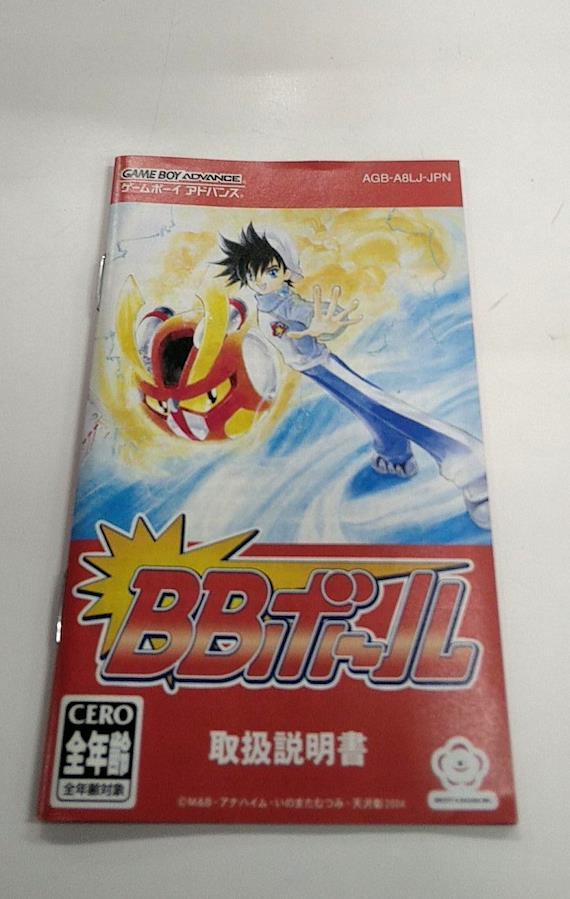 GAME BOY ADVANCE
ゲームボーイ アドバンス
AGB-A8LJ-JPN
BBボール
CERO
全年齢
全年齢対象
取扱説明書
©M&B・アナハイム・いのまたむつみ・天沢彰 2004